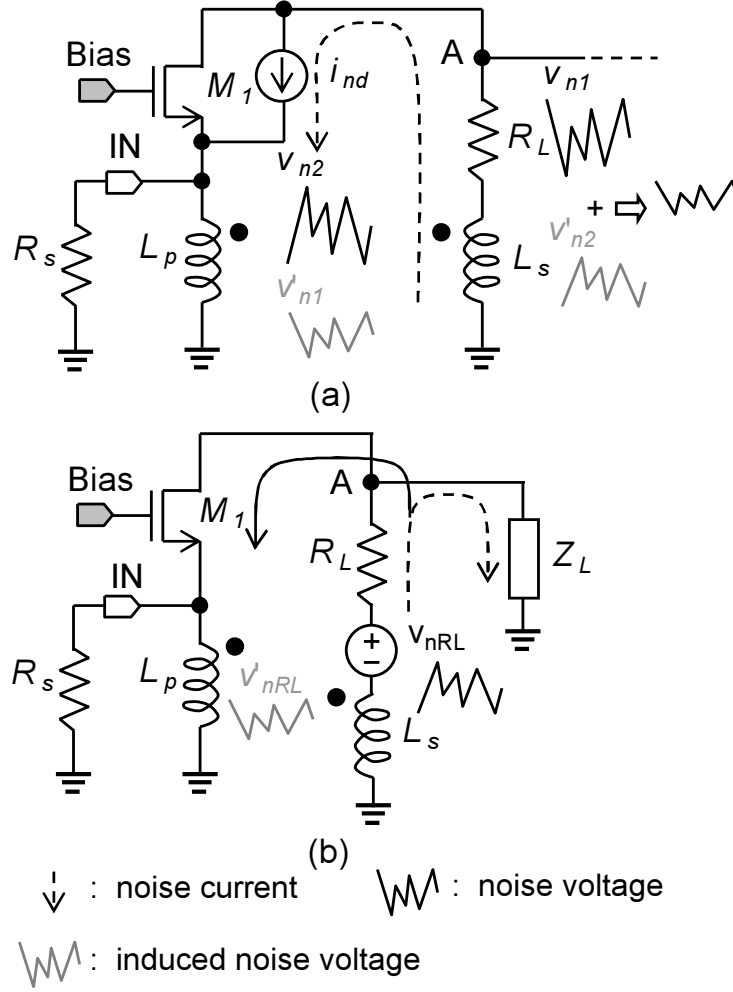 Bias
M1
ind
A
vn1
IN
vn2
RL
Rs
Lp
v'n1
+
v'n2
Ls
(a)
Bias
M1
A
RL
ZL
IN
+
−
vnRL
Rs
Lp
v'nRL
Ls
(b)
: noise current
: noise voltage
: induced noise voltage